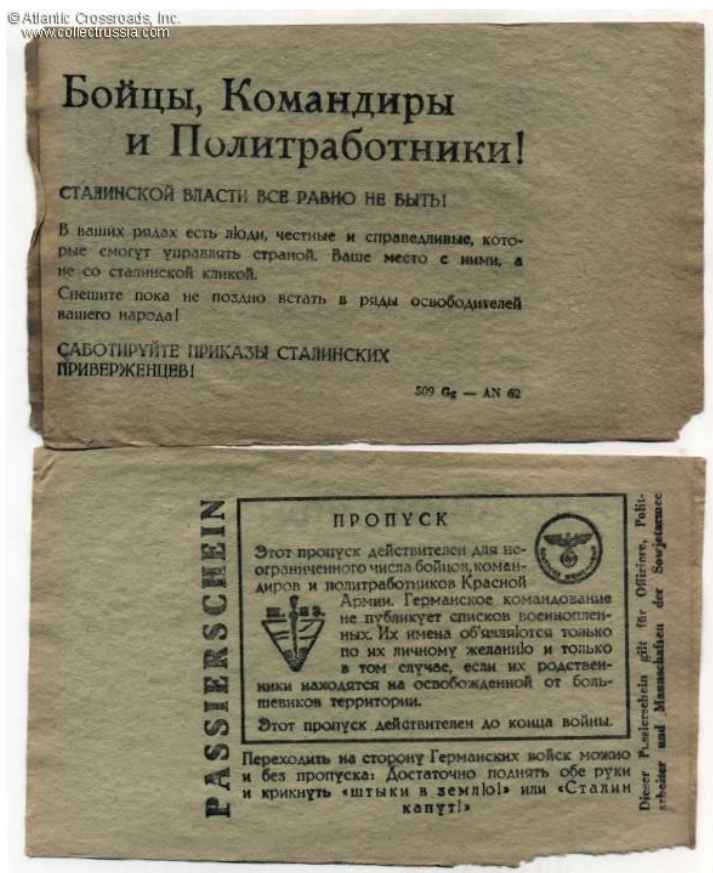 © Atlantic Crossroads, Inc.
www.collectrussia.com
Бойцы, Командиры
и Политработники!
СТАЛИНСКОЙ ВЛАСТИ ВСЕ РАВНО НЕ БЫТЬ!
В ваших рядах есть люди, честные и справедливые, кото-
рые смогут управлять страной. Ваше место с ними, а
не со сталинской кликой.
Спешите пока не поздно встать в ряды освободителей
вашего народа!
САБОТИРУЙТЕ ПРИКАЗЫ СТАЛИНСКИХ
ПРИВЕРЖЕНЦЕВ!
509 Gg — AN 62
PASSIERSCHEIN
ПРОПУСК
Этот пропуск действителен для не-
ограниченного числа бойцов, коман-
диров и политработников Красной
Армии. Германское командование
не публикует списков военноплен-
ных. Их имена об'являются только
по их личному желанию и только
в том случае, если их родствен-
ники находятся на освобожденной от боль-
шевиков территории.
Этот пропуск действителен до конца войны.
Ш. В З.
Переходить на сторону Германских войск можно
и без пропуска: Достаточно поднять обе руки
и крикнуть «штыки в землю!» или «Сталин
капут!»
Dieser Passierschein gilt für Offiziere, Polit-
arbeiter und Mannschaften der Sowjetarmee